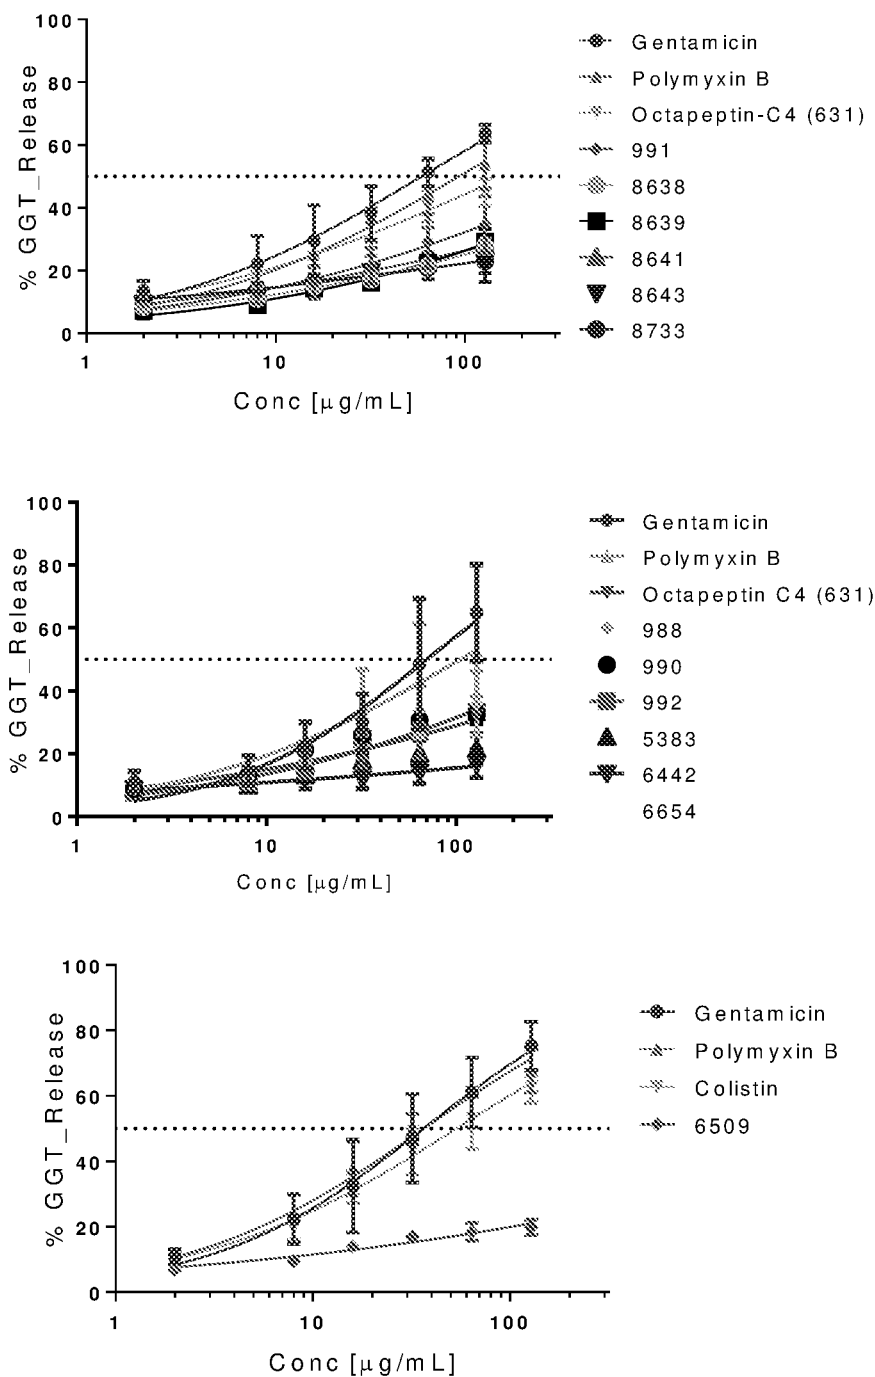 100
80
60
40
20
0
% GGT_Release
1
10
100
Conc [µg/mL]
Gentamicin
Polymyxin B
Octapeptin-C4 (631)
991
8638
8639
8641
8643
8733
100
80
60
40
20
0
% GGT_Release
1
10
100
Conc [µg/mL]
Gentamicin
Polymyxin B
Octapeptin C4 (631)
988
990
992
5383
6442
6654
100
80
60
40
20
0
% GGT_Release
1
10
100
Conc [µg/mL]
Gentamicin
Polymyxin B
Colistin
6509